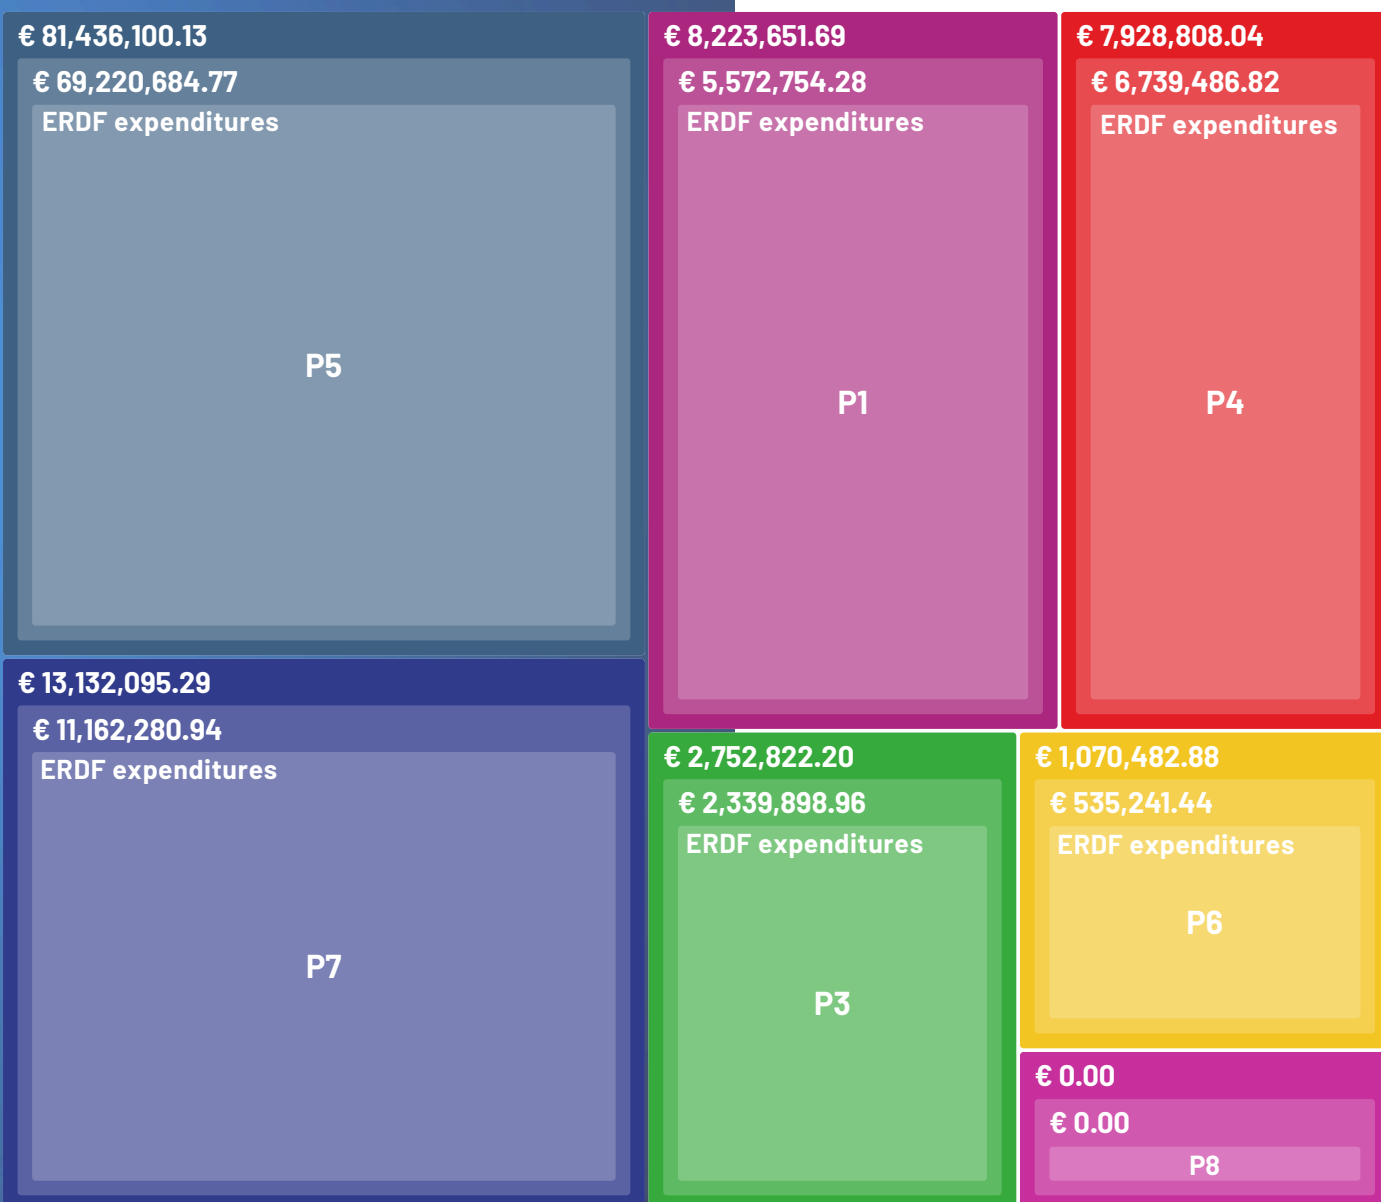 € 81,436,100.13
€ 69,220,684.77
ERDF expenditures
P5
€ 8,223,651.69
€ 5,572,754.28
ERDF expenditures
P1
€ 7,928,808.04
€ 6,739,486.82
ERDF expenditures
P4
€ 13,132,095.29
€ 11,162,280.94
ERDF expenditures
P7
€ 2,752,822.20
€ 2,339,898.96
ERDF expenditures
P3
€ 1,070,482.88
€ 535,241.44
ERDF expenditures
P6
€ 0.00
€ 0.00
P8